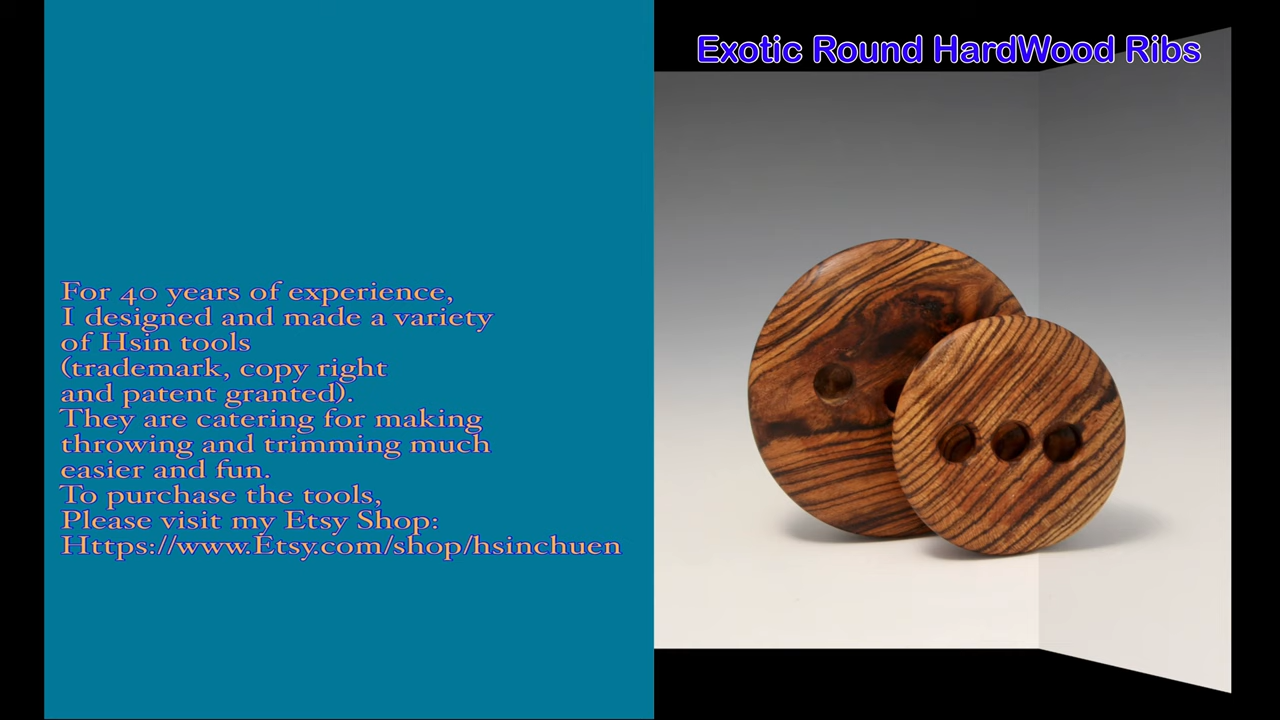 Exotic Round HardWood Ribs
For 40 years of experience,
I designed and made a variety
of Hsin tools
(trademark, copy right
and patent granted).
They are catering for making
throwing and trimming much
easier and fun.
To purchase the tools,
Please visit my Etsy Shop:
Https://www.Etsy.com/shop/hsinchuen